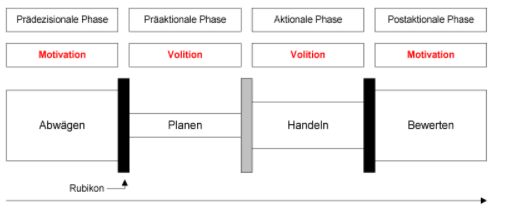 Prädezisionale Phase
Präaktionale Phase
Aktionale Phase
Postaktionale Phase
Motivation
Volition
Volition
Motivation
Abwägen
Planen
Handeln
Bewerten
Rubikon